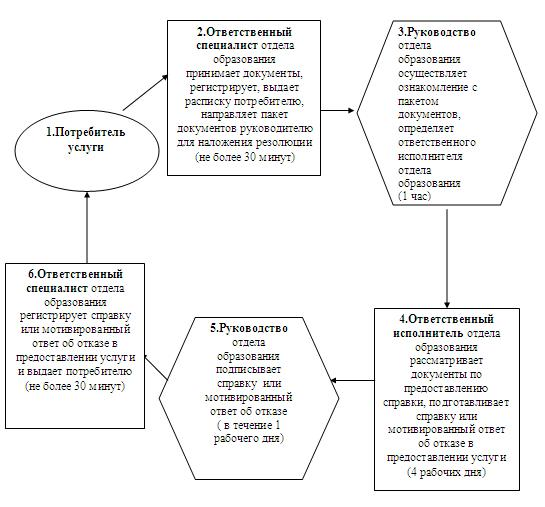 1.Потребитель
услуги
2.Ответственный
специалист отдела
образования
принимает документы,
регистрирует, выдает
расписку потребителю,
направляет пакет
документов руководителю
для наложения резолюции
(не более 30 минут)
3.Руководство
отдела
образования
осуществляет
ознакомление с
пакетом
документов,
определяет
ответственного
исполнителя
отдела
образования
(1 час)
4.Ответственный
исполнитель отдела
образования
рассматривает
документы по
предоставлению
справки, подготавливает
справку или
мотивированный ответ
об отказе в
предоставлении услуги
(4 рабочих дня)
5.Руководство
отдела
образования
подписывает
справку или
мотивированный
ответ об отказе
( в течение 1
рабочего дня)
6.Ответственный
специалист отдела
образования
регистрирует справку
или мотивированный
ответ об отказе в
предоставлении услуги
и выдает потребителю
(не более 30 минут)